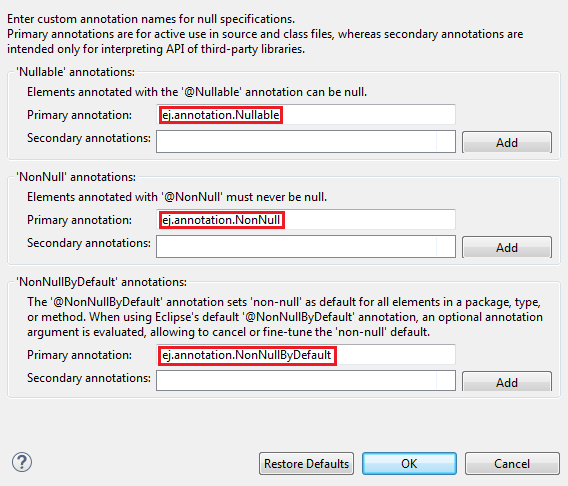 Enter custom annotation names for null specifications.
Primary annotations are for active use in source and class files, whereas secondary annotations are
intended only for interpreting API of third-party libraries.
'Nullable' annotations:
Elements annotated with the '@Nullable' annotation can be null.
Primary annotation: ej.annotation.Nullable
Secondary annotations: Add
'NonNull' annotations:
Elements annotated with '@NonNull' must never be null.
Primary annotation: ej.annotation.NonNull
Secondary annotations: Add
'NonNullByDefault' annotations:
The '@NonNullByDefault' annotation sets 'non-null' as default for all elements in a package, type,
or method. When using Eclipse's default '@NonNullByDefault' annotation, an optional annotation
argument is evaluated, allowing to cancel or fine-tune the 'non-null' default.
Primary annotation: ej.annotation.NonNullByDefault
Secondary annotations: Add
? Restore Defaults OK Cancel